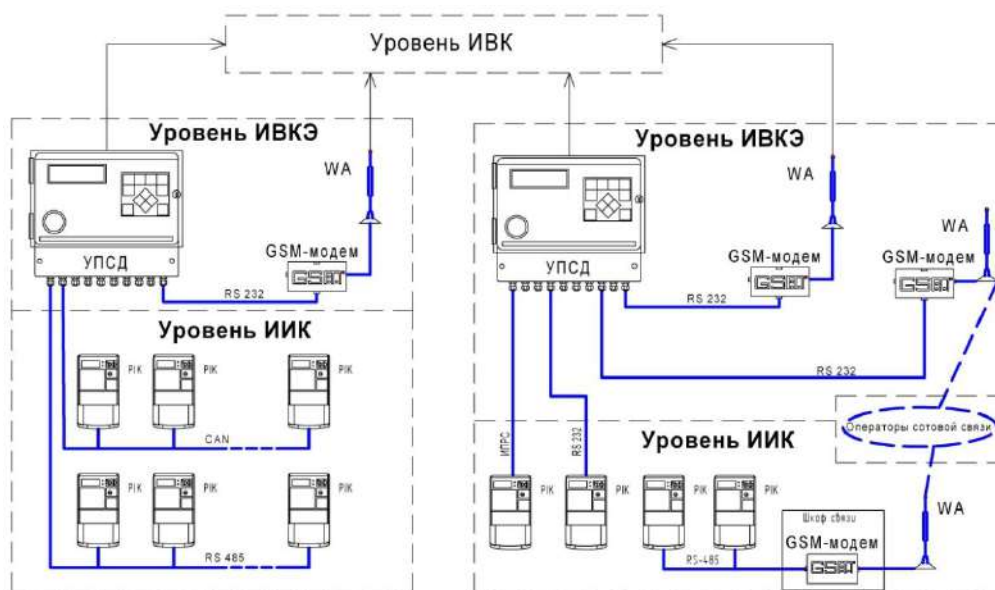 Уровень ИВК
Уровень ИВКЭ
WA
GSM-модем
УПСД
RS 232
Уровень ИИК
PIK
PIK
PIK
CAN
PIK
PIK
PIK
RS 485
Уровень ИВКЭ
WA
WA
GSM-модем
GSM-модем
УПСД
RS 232
RS 232
Операторы сотовой связи
Уровень ИИК
ИПРС
RS 232
PIK
PIK
PIK
PIK
Шкаф связи
WA
GSM-модем
RS-485